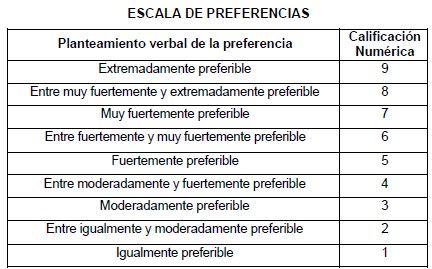 ESCALA DE PREFERENCIAS
Planteamiento verbal de la preferencia
Calificación
Numérica
Extremadamente preferible 9
Entre muy fuertemente y extremadamente preferible 8
Muy fuertemente preferible 7
Entre fuertemente y muy fuertemente preferible 6
Fuertemente preferible 5
Entre moderadamente y fuertemente preferible 4
Moderadamente preferible 3
Entre igualmente y moderadamente preferible 2
Igualmente preferible 1